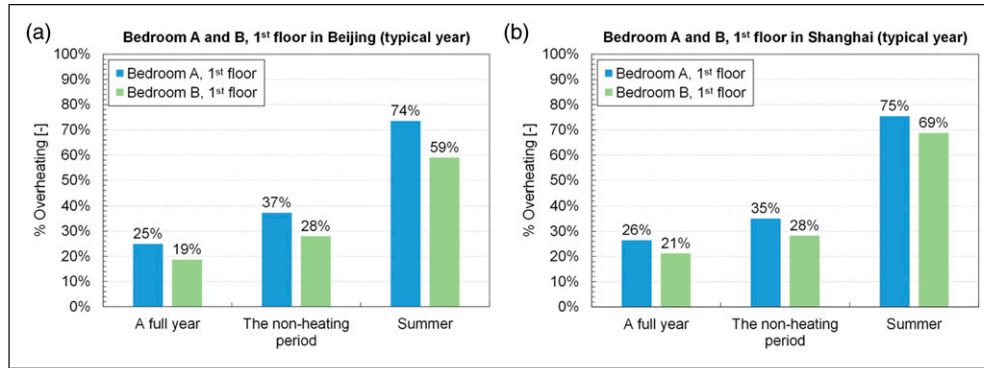 (a)
Bedroom A and B, 1st floor in Beijing (typical year)
100%
90%
80%
70%
60%
50%
40%
30%
20%
10%
0%
% Overheating [-]
Bedroom A, 1st floor
Bedroom B, 1st floor
25%
19%
37%
28%
74%
59%
A full year
The non-heating
period
Summer
(b)
Bedroom A and B, 1st floor in Shanghai (typical year)
100%
90%
80%
70%
60%
50%
40%
30%
20%
10%
0%
% Overheating [-]
Bedroom A, 1st floor
Bedroom B, 1st floor
26%
21%
35%
28%
75%
69%
A full year
The non-heating
period
Summer